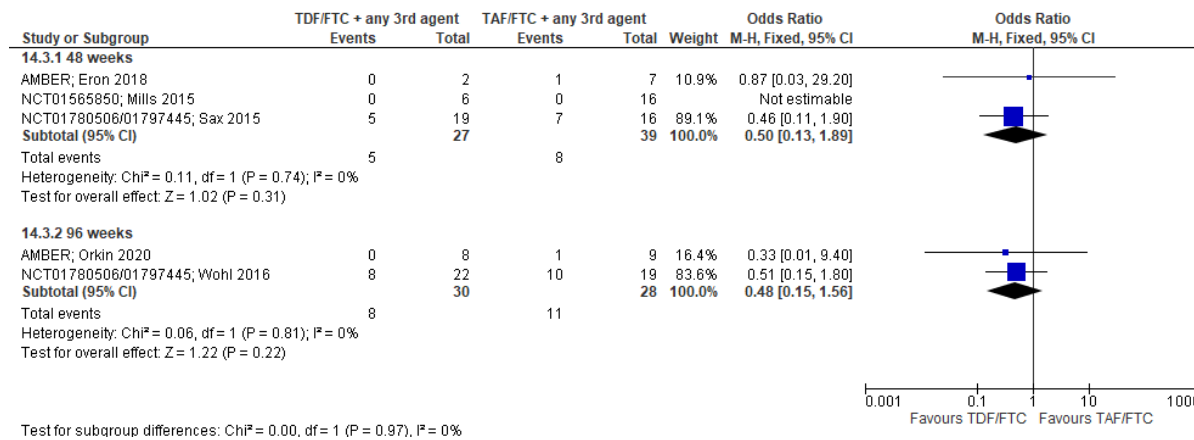 TDF/FTC + any 3rd agent TAF/FTC + any 3rd agent Odds Ratio Odds Ratio
Study or Subgroup Events Total Events Total Weight M-H, Fixed, 95% CI M-H, Fixed, 95% CI
14.3.1 48 weeks
AMBER; Eron 2018 0 2 1 7 10.9% 0.87 [0.03, 29.20]
NCT01565850; Mills 2015 0 6 0 16 Not estimable
NCT01780506/01797445; Sax 2015 5 19 7 16 89.1% 0.46 [0.11, 1.90]
Subtotal (95% CI) 27 39 100.0% 0.50 [0.13, 1.89]
Total events 5 8
Heterogeneity: Chi² = 0.11, df = 1 (P = 0.74); I² = 0%
Test for overall effect: Z = 1.02 (P = 0.31)
14.3.2 96 weeks
AMBER; Orkin 2020 0 8 1 9 16.4% 0.33 [0.01, 9.40]
NCT01780506/01797445; Wohl 2016 8 22 10 19 83.6% 0.51 [0.15, 1.80]
Subtotal (95% CI) 30 28 100.0% 0.48 [0.15, 1.56]
Total events 8 11
Heterogeneity: Chi² = 0.06, df = 1 (P = 0.81); I² = 0%
Test for overall effect: Z = 1.22 (P = 0.22)
0.001 0.1 1 10 1000
Favours TDF/FTC Favours TAF/FTC
Test for subgroup differences: Chi² = 0.00, df = 1 (P = 0.97), I² = 0%